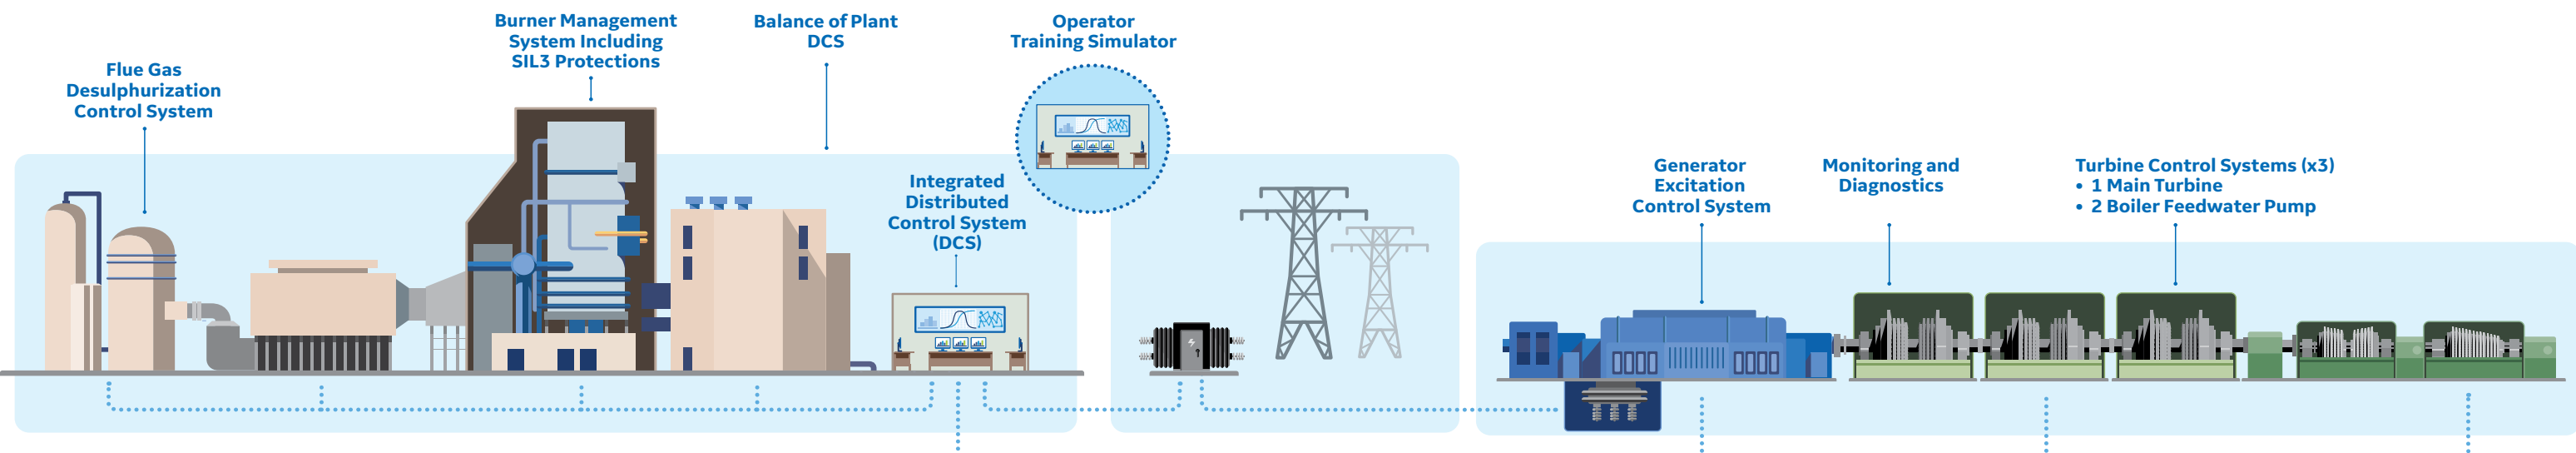 Flue Gas
Desulphurization
Control System
Burner Management
System Including
SIL3 Protections
Balance of Plant
DCS
Operator
Training Simulator
Integrated
Distributed
Control System
(DCS)
Generator
Excitation
Control System
Monitoring and
Diagnostics
Turbine Control Systems (x3)
• 1 Main Turbine
• 2 Boiler Feedwater Pump